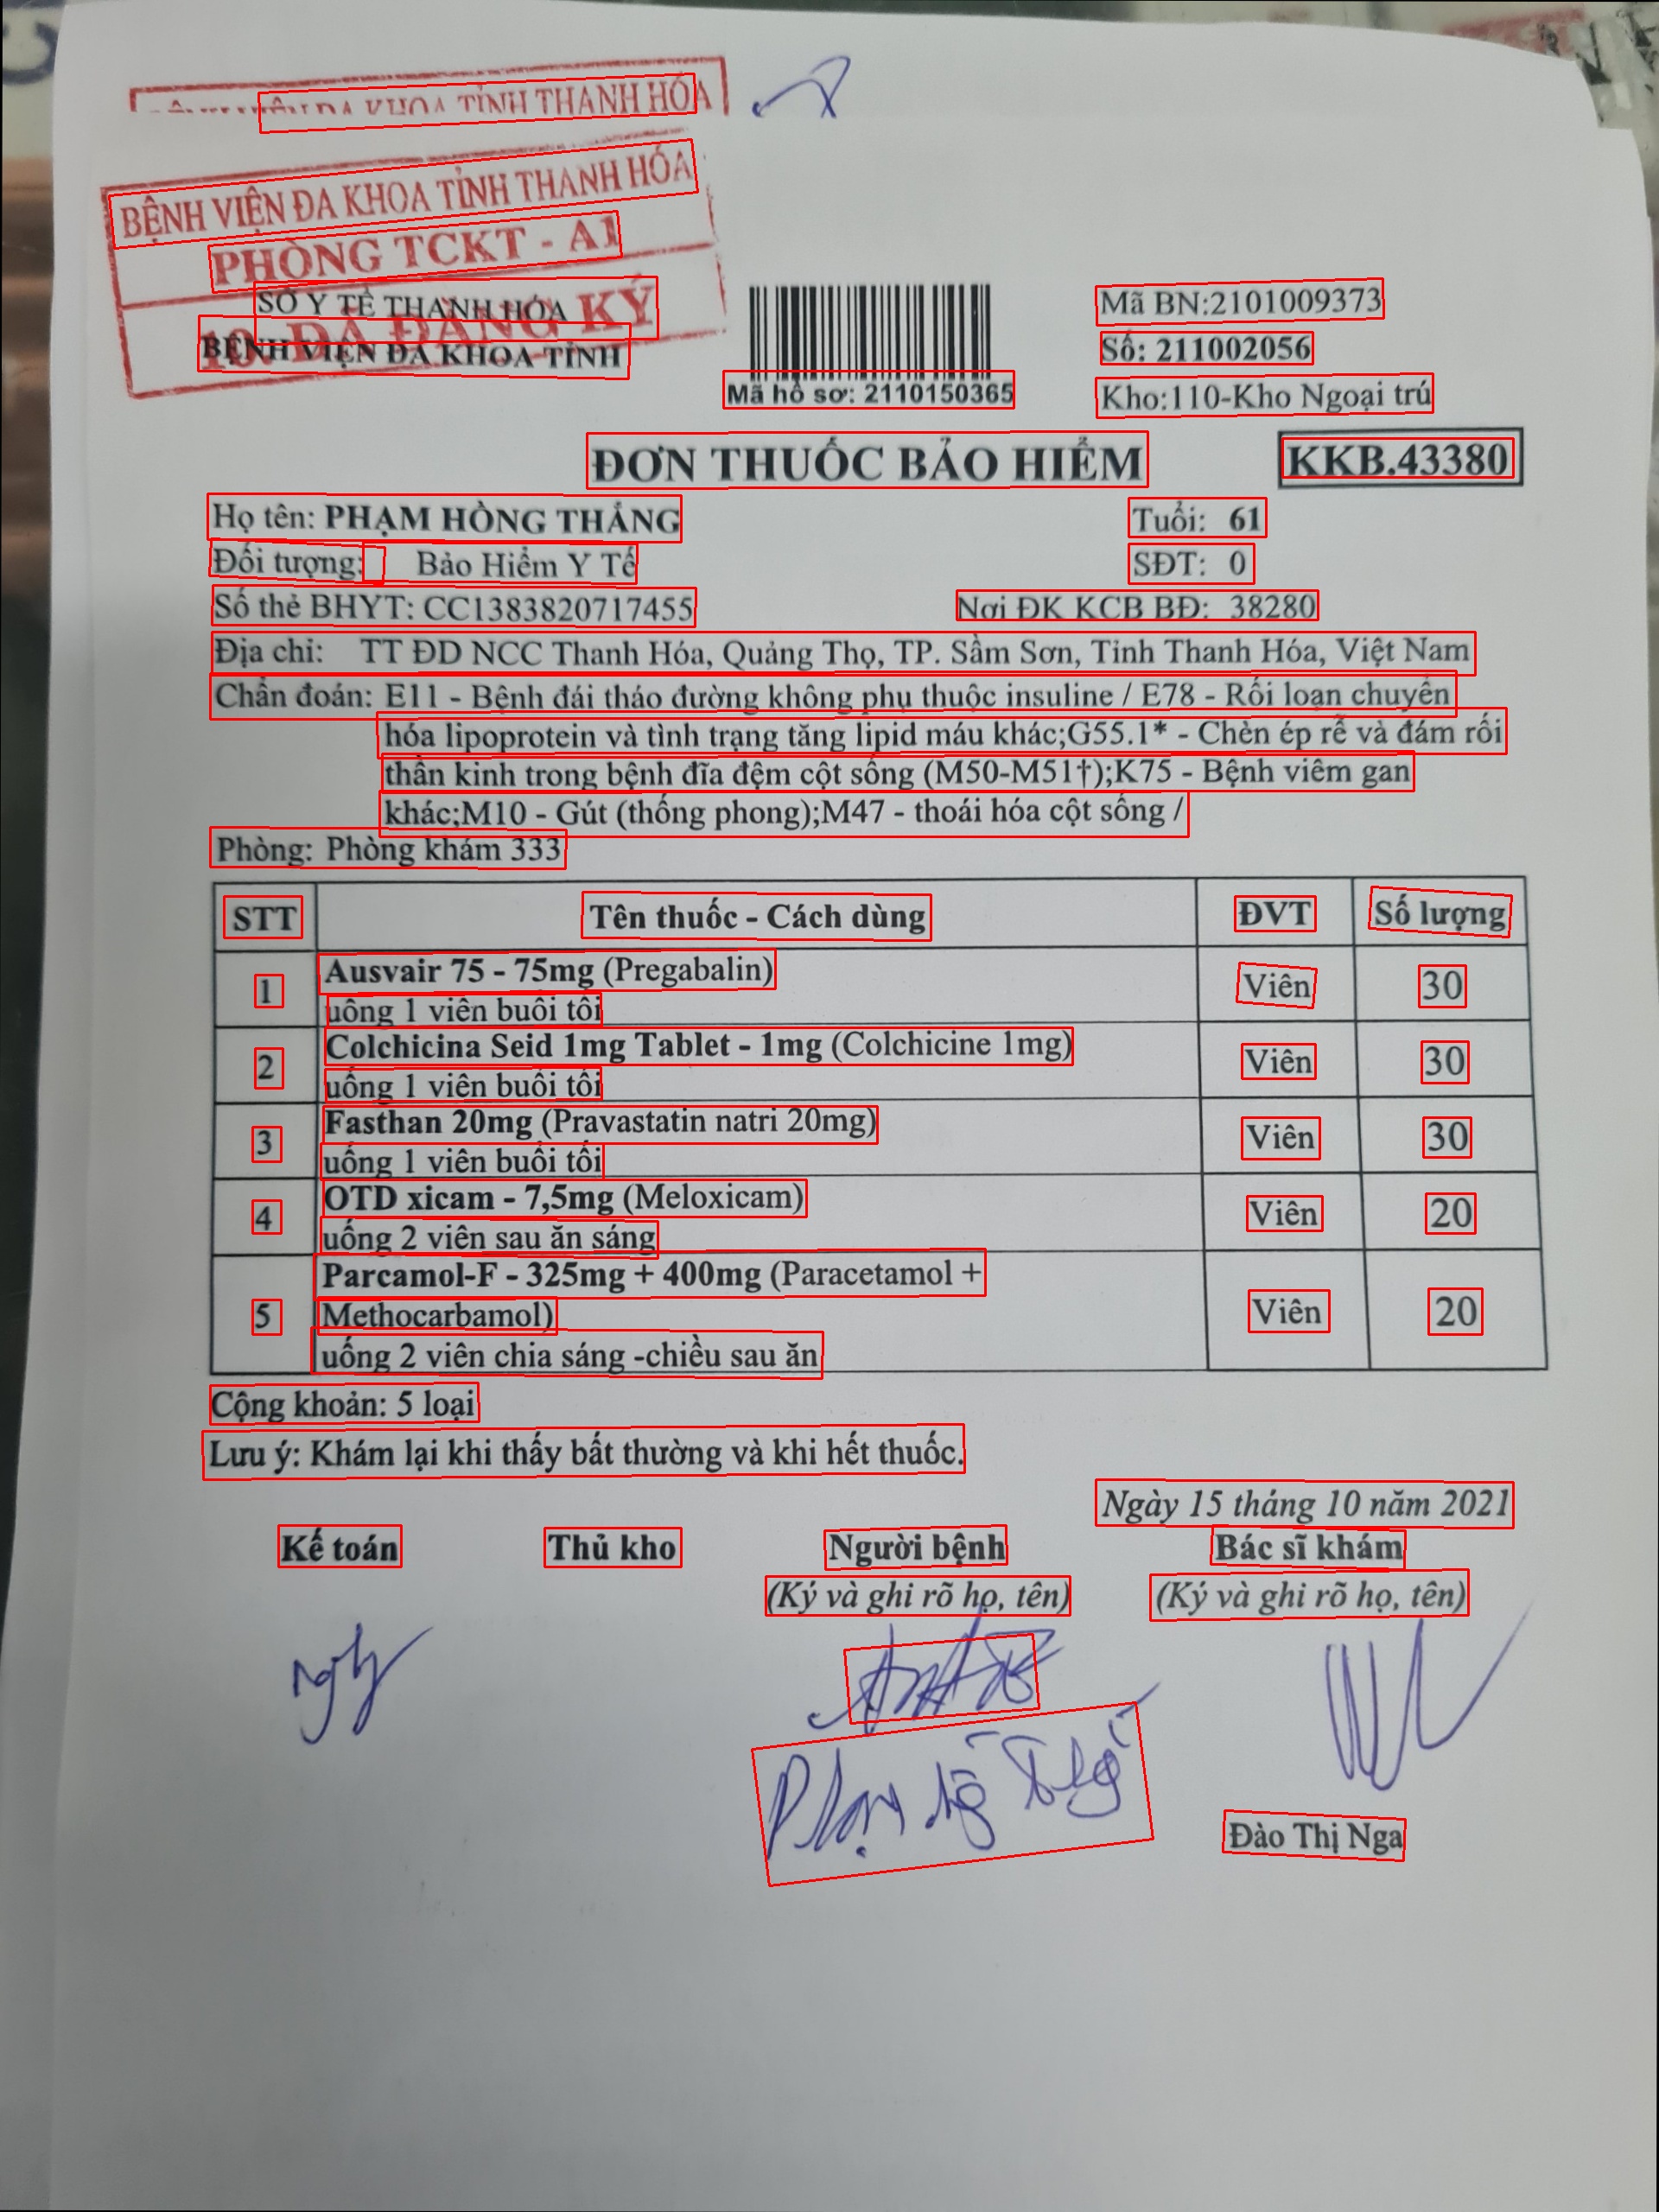 KHOA TỈNH THANH HÓA
BỆNH VIỆN ĐA KHOA TỈNH THANH HÓA
PHÒNG TCKT - A1
SỞ Y TẾ THANH HÓA
ĐÃ ĐĂNG KÝ
BỆNH VIỆN ĐA KHOA TỈNH
Mã hồ sơ: 2110150365
Mã BN:2101009373
Số: 211002056
Kho:110-Kho Ngoại trú
ĐƠN THUỐC BẢO HIỂM
KKB.43380
Họ tên: PHẠM HỒNG THẮNG Tuổi: 61
Đối tượng: Bảo Hiểm Y Tế SĐT: 0
Số thẻ BHYT: CC1383820717455 Nơi ĐK KCB BĐ: 38280
Địa chỉ: TT ĐD NCC Thanh Hóa, Quảng Thọ, TP. Sầm Sơn, Tỉnh Thanh Hóa, Việt Nam
Chẩn đoán: E11 - Bệnh đái tháo đường không phụ thuộc insuline / E78 - Rối loạn chuyển
hóa lipoprotein và tình trạng tăng lipid máu khác;G55.1* - Chèn ép rễ và đám rối
thần kinh trong bệnh đĩa đệm cột sống (M50-M51†);K75 - Bệnh viêm gan
khác;M10 - Gút (thống phong);M47 - thoái hóa cột sống /
Phòng: Phòng khám 333
STT Tên thuốc - Cách dùng ĐVT Số lượng
1 Ausvair 75 - 75mg (Pregabalin) Viên 30
uống 1 viên buổi tối
2 Colchicina Seid 1mg Tablet - 1mg (Colchicine 1mg) Viên 30
uống 1 viên buổi tối
3 Fasthan 20mg (Pravastatin natri 20mg) Viên 30
uống 1 viên buổi tối
4 OTD xicam - 7,5mg (Meloxicam) Viên 20
uống 2 viên sau ăn sáng
5 Parcamol-F - 325mg + 400mg (Paracetamol + Viên 20
Methocarbamol)
uống 2 viên chia sáng -chiều sau ăn
Cộng khoản: 5 loại
Lưu ý: Khám lại khi thấy bất thường và khi hết thuốc.
Ngày 15 tháng 10 năm 2021
Kế toán Thủ kho Người bệnh Bác sĩ khám
(Ký và ghi rõ họ, tên) (Ký và ghi rõ họ, tên)
Đào Thị Nga